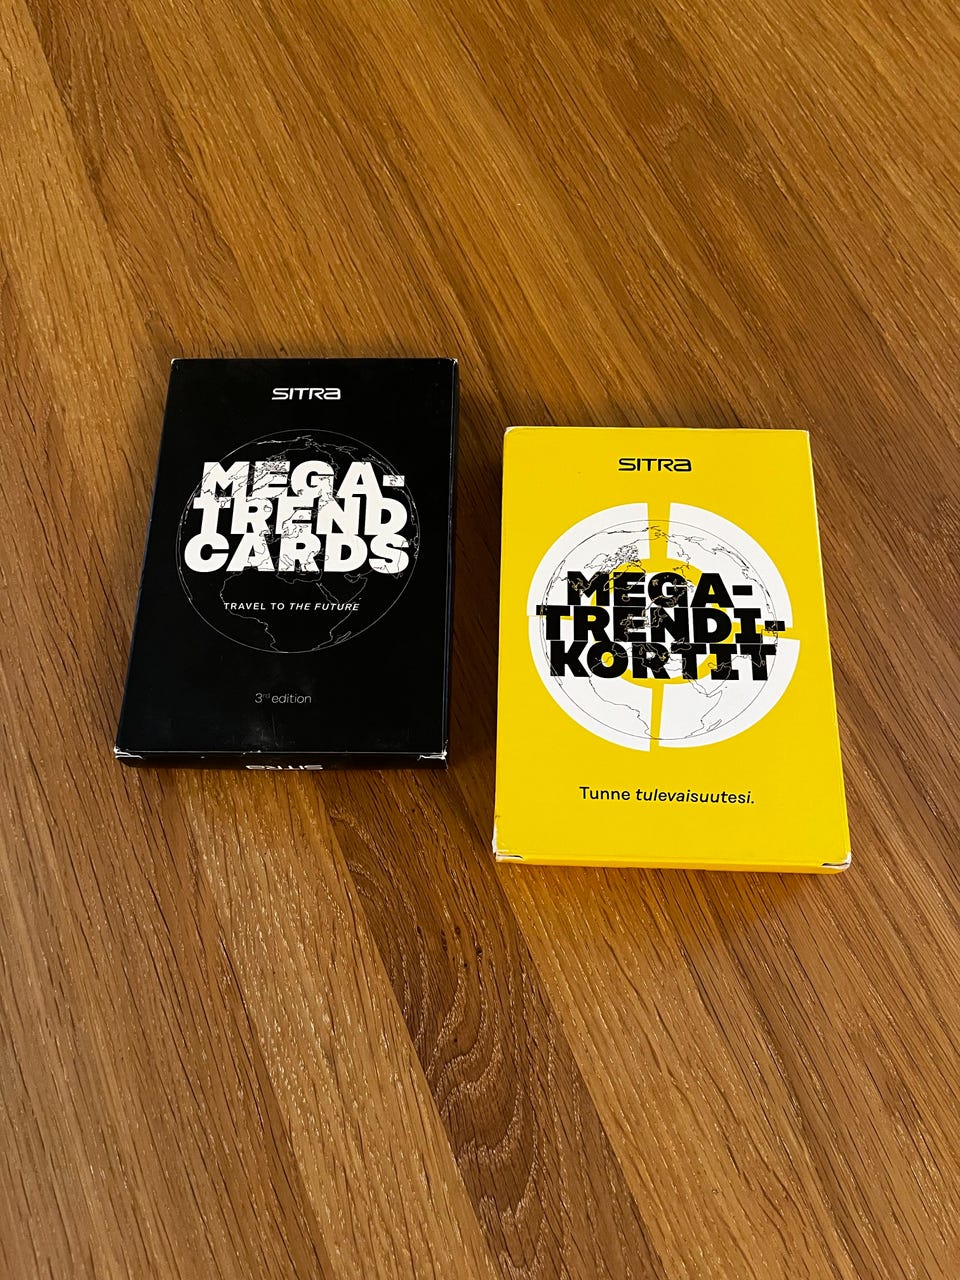 SITRA
MEGA-
TREND
CARDS
TRAVEL TO THE FUTURE
3rd edition
SITRA
SITRA
MEGA-
TRENDI-
KORTIT
Tunne tulevaisuutesi.